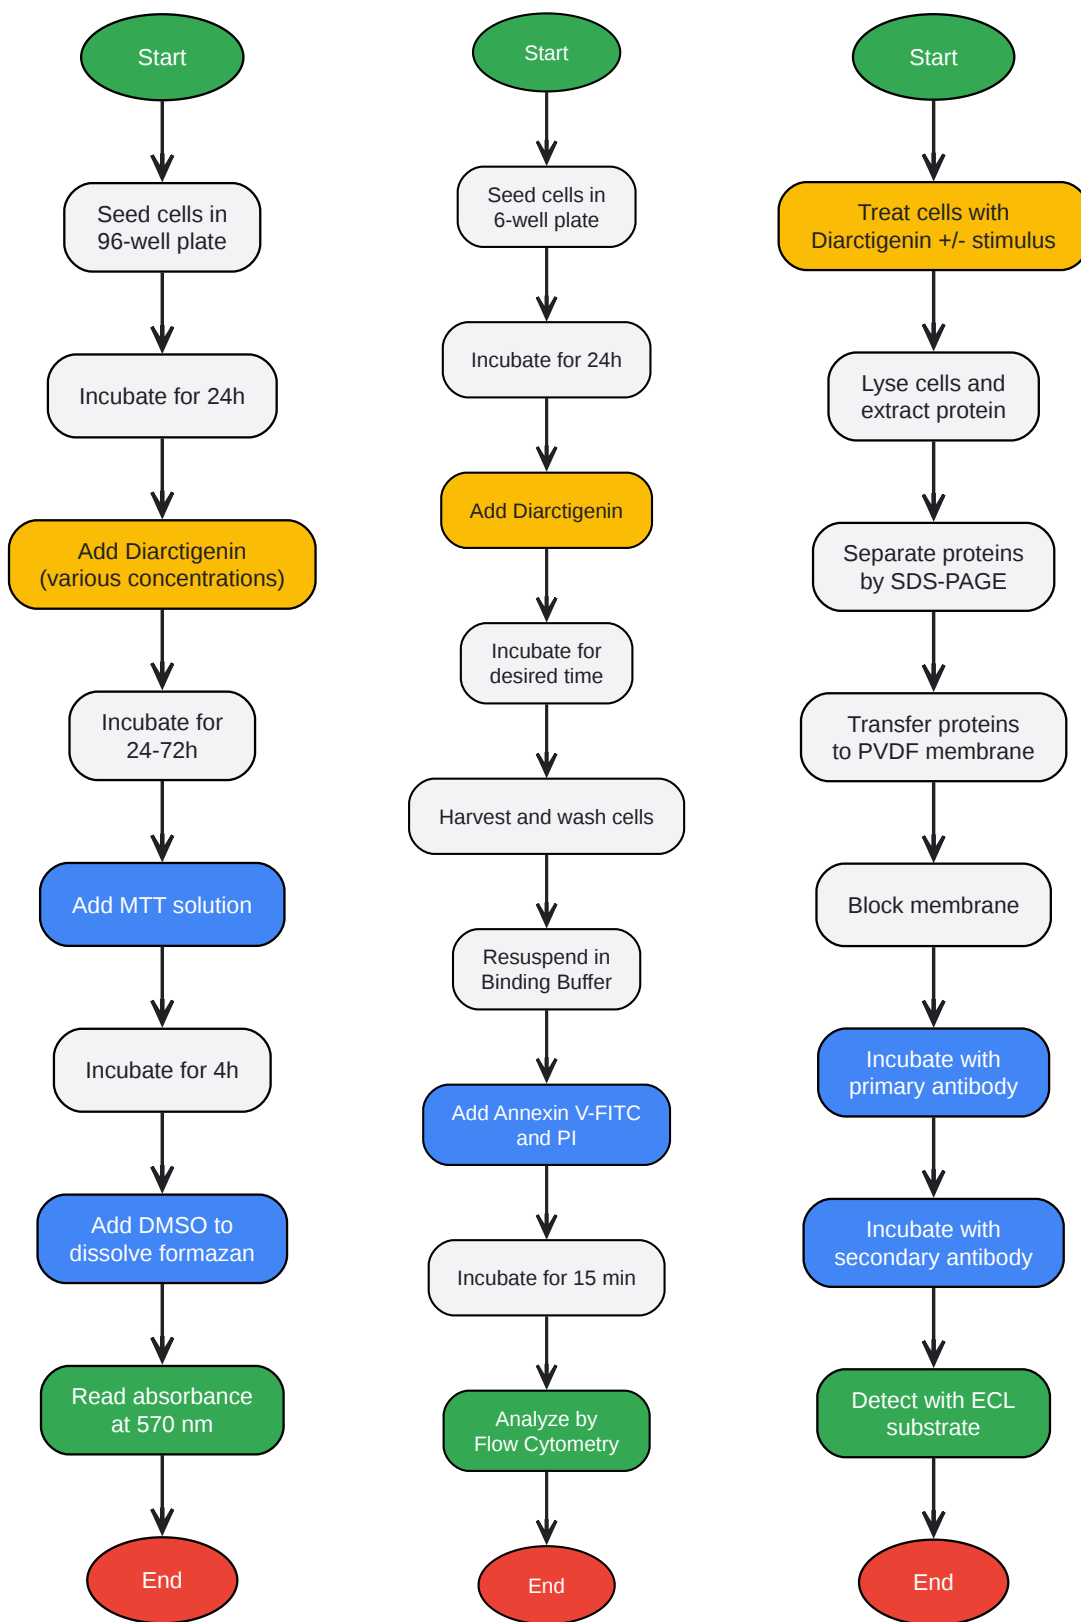 Start
Seed cells in
96-well plate
Incubate for 24h
Add Diarctigenin
(various concentrations)
Incubate for
24-72h
Add MTT solution
Incubate for 4h
Add DMSO to
dissolve formazan
Read absorbance
at 570 nm
End
Start
Seed cells in
6-well plate
Incubate for 24h
Add Diarctigenin
Incubate for
desired time
Harvest and wash cells
Resuspend in
Binding Buffer
Add Annexin V-FITC
and PI
Incubate for 15 min
Analyze by
Flow Cytometry
End
Start
Treat cells with
Diarctigenin +/- stimulus
Lyse cells and
extract protein
Separate proteins
by SDS-PAGE
Transfer proteins
to PVDF membrane
Block membrane
Incubate with
primary antibody
Incubate with
secondary antibody
Detect with ECL
substrate
End